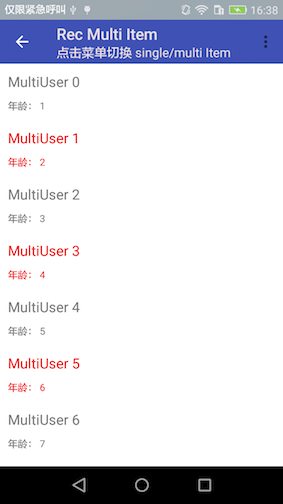 仅限紧急呼叫
16:38
Rec Multi Item
点击菜单切换 single/multi Item
MultiUser 0
年龄： 1
MultiUser 1
年龄： 2
MultiUser 2
年龄： 3
MultiUser 3
年龄： 4
MultiUser 4
年龄： 5
MultiUser 5
年龄： 6
MultiUser 6
年龄： 7